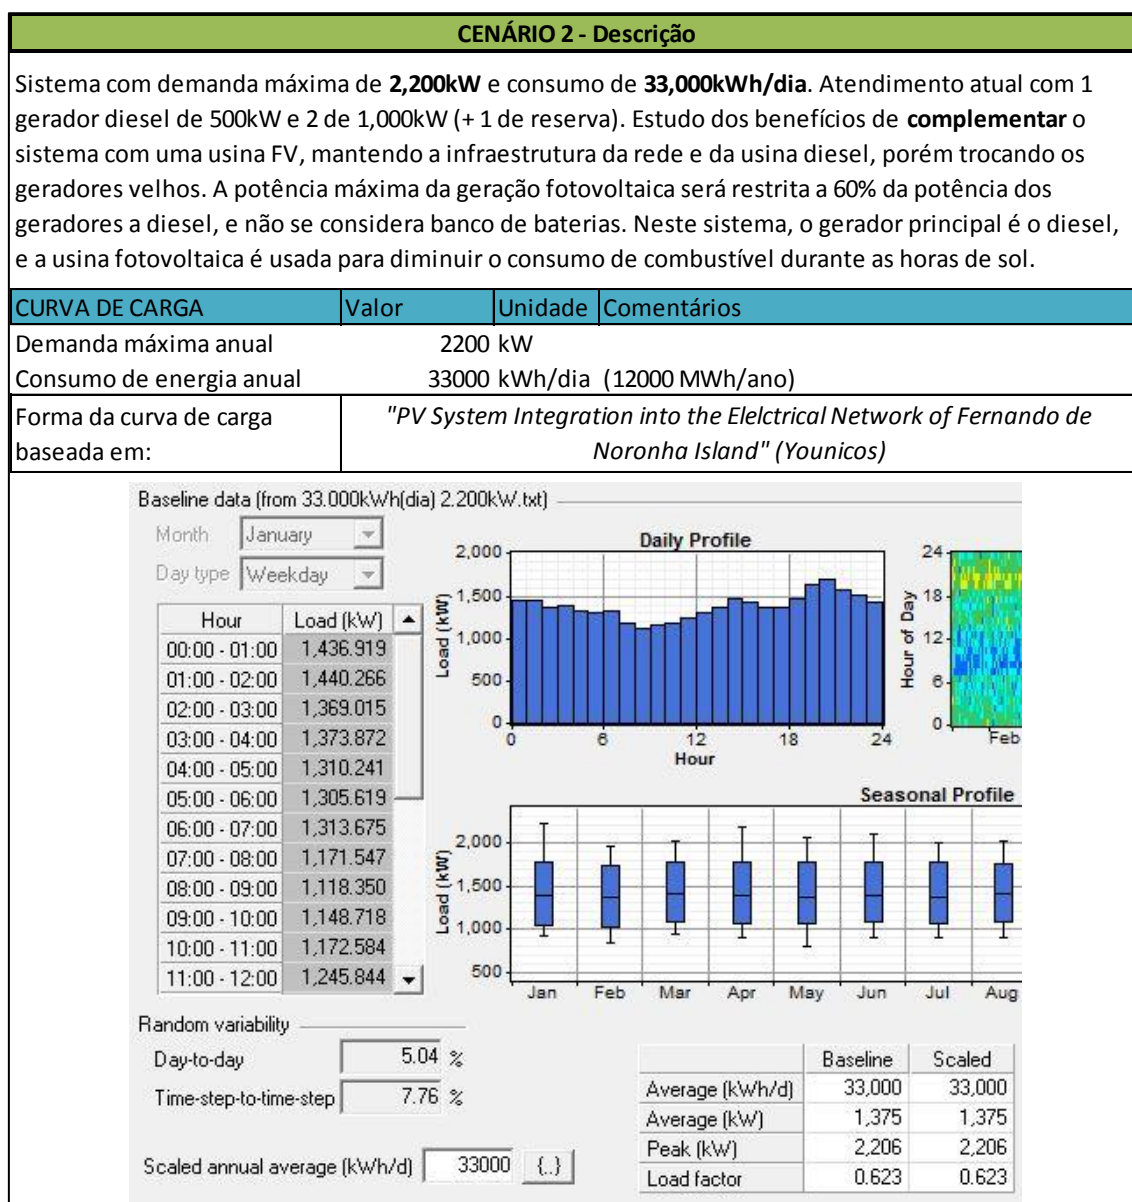 CENÁRIO 2 - Descrição
Sistema com demanda máxima de 2,200kW e consumo de 33,000kWh/dia. Atendimento atual com 1
gerador diesel de 500kW e 2 de 1,000kW (+ 1 de reserva). Estudo dos benefícios de complementar o
sistema com uma usina FV, mantendo a infraestrutura da rede e da usina diesel, porém trocando os
geradores velhos. A potência máxima da geração fotovoltaica será restrita a 60% da potência dos
geradores a diesel, e não se considera banco de baterias. Neste sistema, o gerador principal é o diesel,
e a usina fotovoltaica é usada para diminuir o consumo de combustível durante as horas de sol.
CURVA DE CARGA Valor Unidade Comentários
Demanda máxima anual 2200 kW
Consumo de energia anual 33000 kWh/dia (12000 MWh/ano)
Forma da curva de carga
baseada em:
"PV System Integration into the Elelctrical Network of Fernando de
Noronha Island" (Younicos)
Baseline data (from 33.000kWh(dia) 2.200kW.txt)
Month January
Day type Weekday
Hour Load (kW)
00:00 - 01:00 1,436.919
01:00 - 02:00 1,440.266
02:00 - 03:00 1,369.015
03:00 - 04:00 1,373.872
04:00 - 05:00 1,310.241
05:00 - 06:00 1,305.619
06:00 - 07:00 1,313.675
07:00 - 08:00 1,171.547
08:00 - 09:00 1,118.350
09:00 - 10:00 1,148.718
10:00 - 11:00 1,172.584
11:00 - 12:00 1,245.844
Daily Profile
Load (kW)
2,000
1,500
1,000
500
0
0 6 12 18 24
Hour
Hour of Day
24
18
12
6
0
Feb
Seasonal Profile
Load (kW)
2,000
1,500
1,000
500
Jan Feb Mar Apr May Jun Jul Aug
Random variability
Day-to-day 5.04 %
Time-step-to-time-step 7.76 %
Scaled annual average (kWh/d) 33000 {..}
Baseline Scaled
Average (kWh/d) 33,000 33,000
Average (kW) 1,375 1,375
Peak (kW) 2,206 2,206
Load factor 0.623 0.623